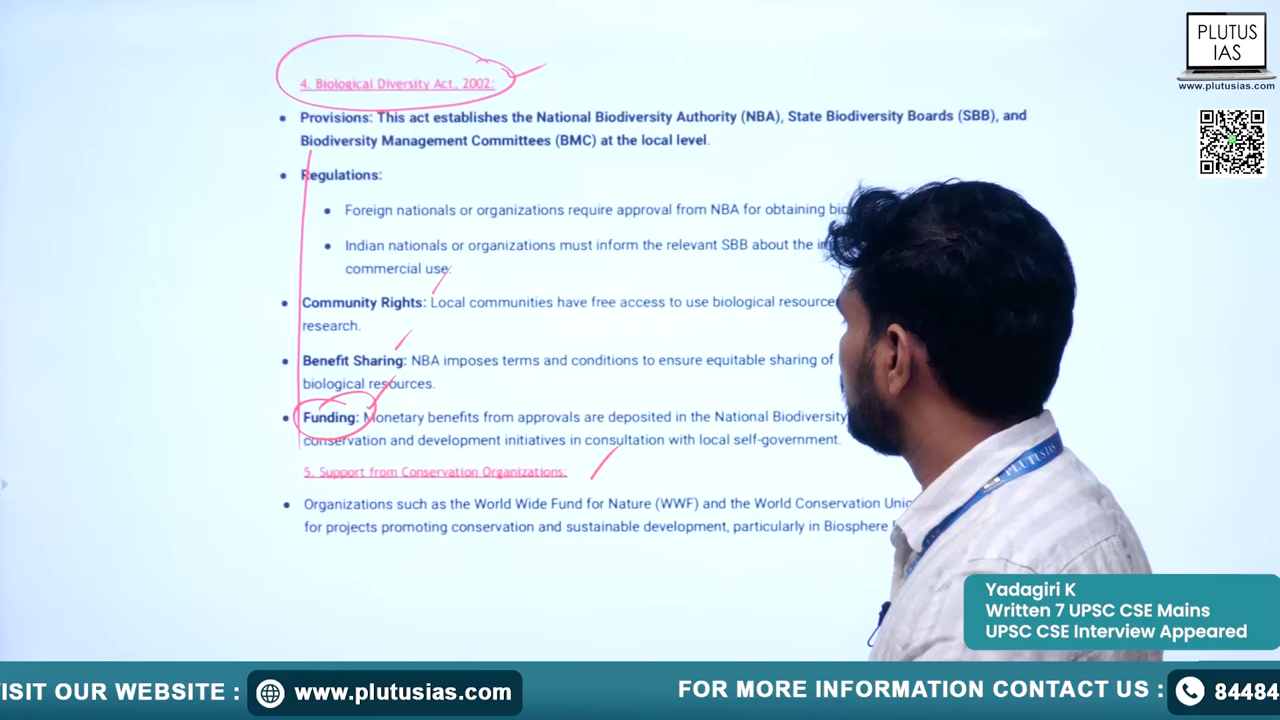 PLUTUS
IAS
www.plutusias.com
4. Biological Diversity Act, 2002:
Provisions: This act establishes the National Biodiversity Authority (NBA), State Biodiversity Boards (SBB), and
Biodiversity Management Committees (BMC) at the local level.
Regulations:
Foreign nationals or organizations require approval from NBA for obtaining
Indian nationals or organizations must inform the relevant SBB about the
commercial use.
Community Rights: Local communities have free access to use biological
research.
Benefit Sharing: NBA imposes terms and conditions to ensure equitable sharing of
biological resources.
Funding: Monetary benefits from approvals are deposited in the National Biodiversity
conservation and development initiatives in consultation with local self-government.
5. Support from Conservation Organizations:
Organizations such as the World Wide Fund for Nature (WWF) and the World Conservation
for projects promoting conservation and sustainable development, particularly in Biosphere
PLUTUS
Yadagiri K
Written 7 UPSC CSE Mains
UPSC CSE Interview Appeared
ISIT OUR WEBSITE : www.plutusias.com FOR MORE INFORMATION CONTACT US : 84484